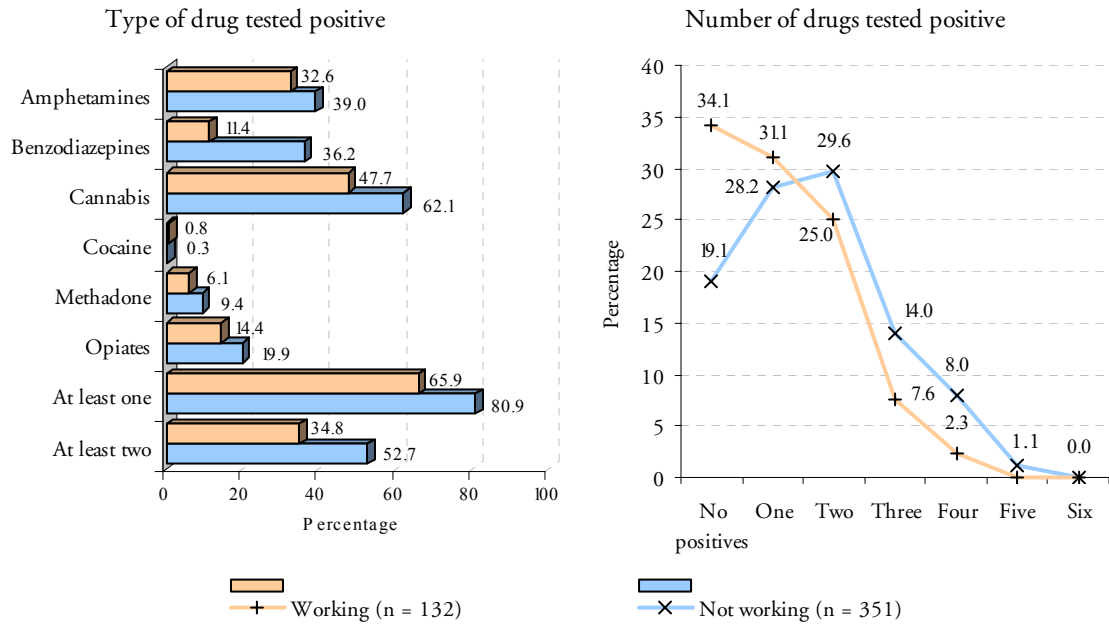 Type of drug tested positive
Amphetamines
32.6
39.0
Benzodiazepines
11.4
36.2
Cannabis
47.7
62.1
Cocaine
0.8
0.3
Methadone
6.1
9.4
Opiates
14.4
19.9
At least one
65.9
80.9
At least two
34.8
52.7
0 20 40 60 80 100
Percentage
Number of drugs tested positive
Percentage
40
35
30
25
20
15
10
5
0
34.1
31.1
29.6
28.2
25.0
19.1
14.0
7.6
8.0
2.3
1.1
0.0
No positives One Two Three Four Five Six
Working (n = 132)
Not working (n = 351)